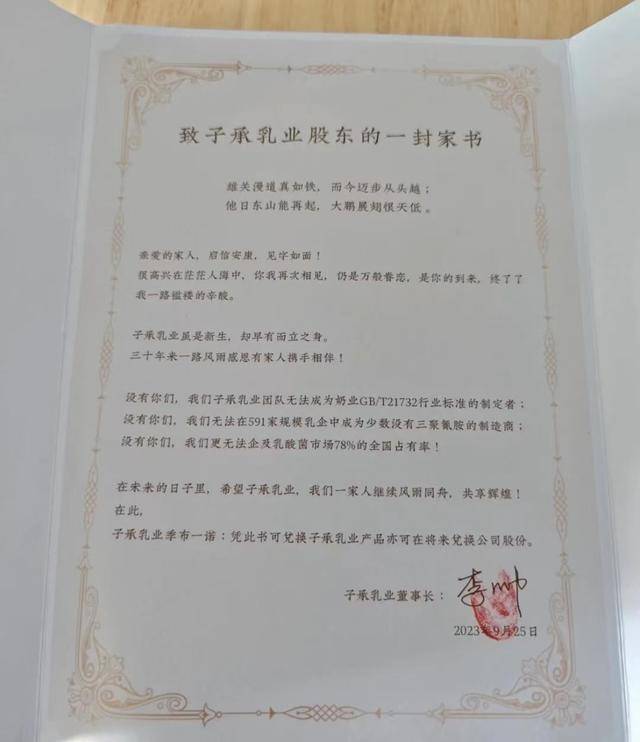 致子承乳业股东的一封家书
雄关漫道真如铁，而今迈步从头越；
他日东山能再起，大鹏展翅恨天低。
亲爱的家人，启信安康，见字如面！
很高兴在茫茫人海中，你我再次相见，仍是万般眷恋，是你的到来，终了了
我一路褴褛的辛酸。
子承乳业虽是新生，却早有而立之身。
三十年来一路风雨感恩有家人携手相伴！
没有你们，我们子承乳业团队无法成为奶业GB/T21732行业标准的制定者；
没有你们，我们无法在591家规模乳企中成为少数没有三聚氰胺的制造商；
没有你们，我们更无法企及乳酸菌市场78%的全国占有率！
在未来的日子里，希望子承乳业，我们一家人继续风雨同舟，共享辉煌！
在此，
子承乳业季布一诺：凭此书可兑换子承乳业产品亦可在将来兑换公司股份。
子承乳业董事长：李帅
2023年9月25日